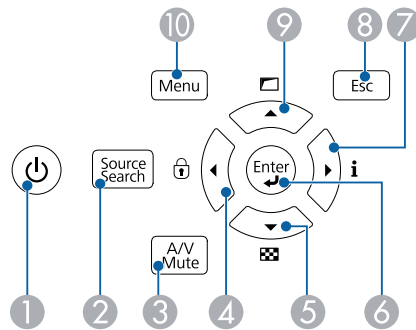 10 9 8 7
Menu
Esc
Source
Search
Enter
i
A/V
Mute
1 2 3 4 5 6